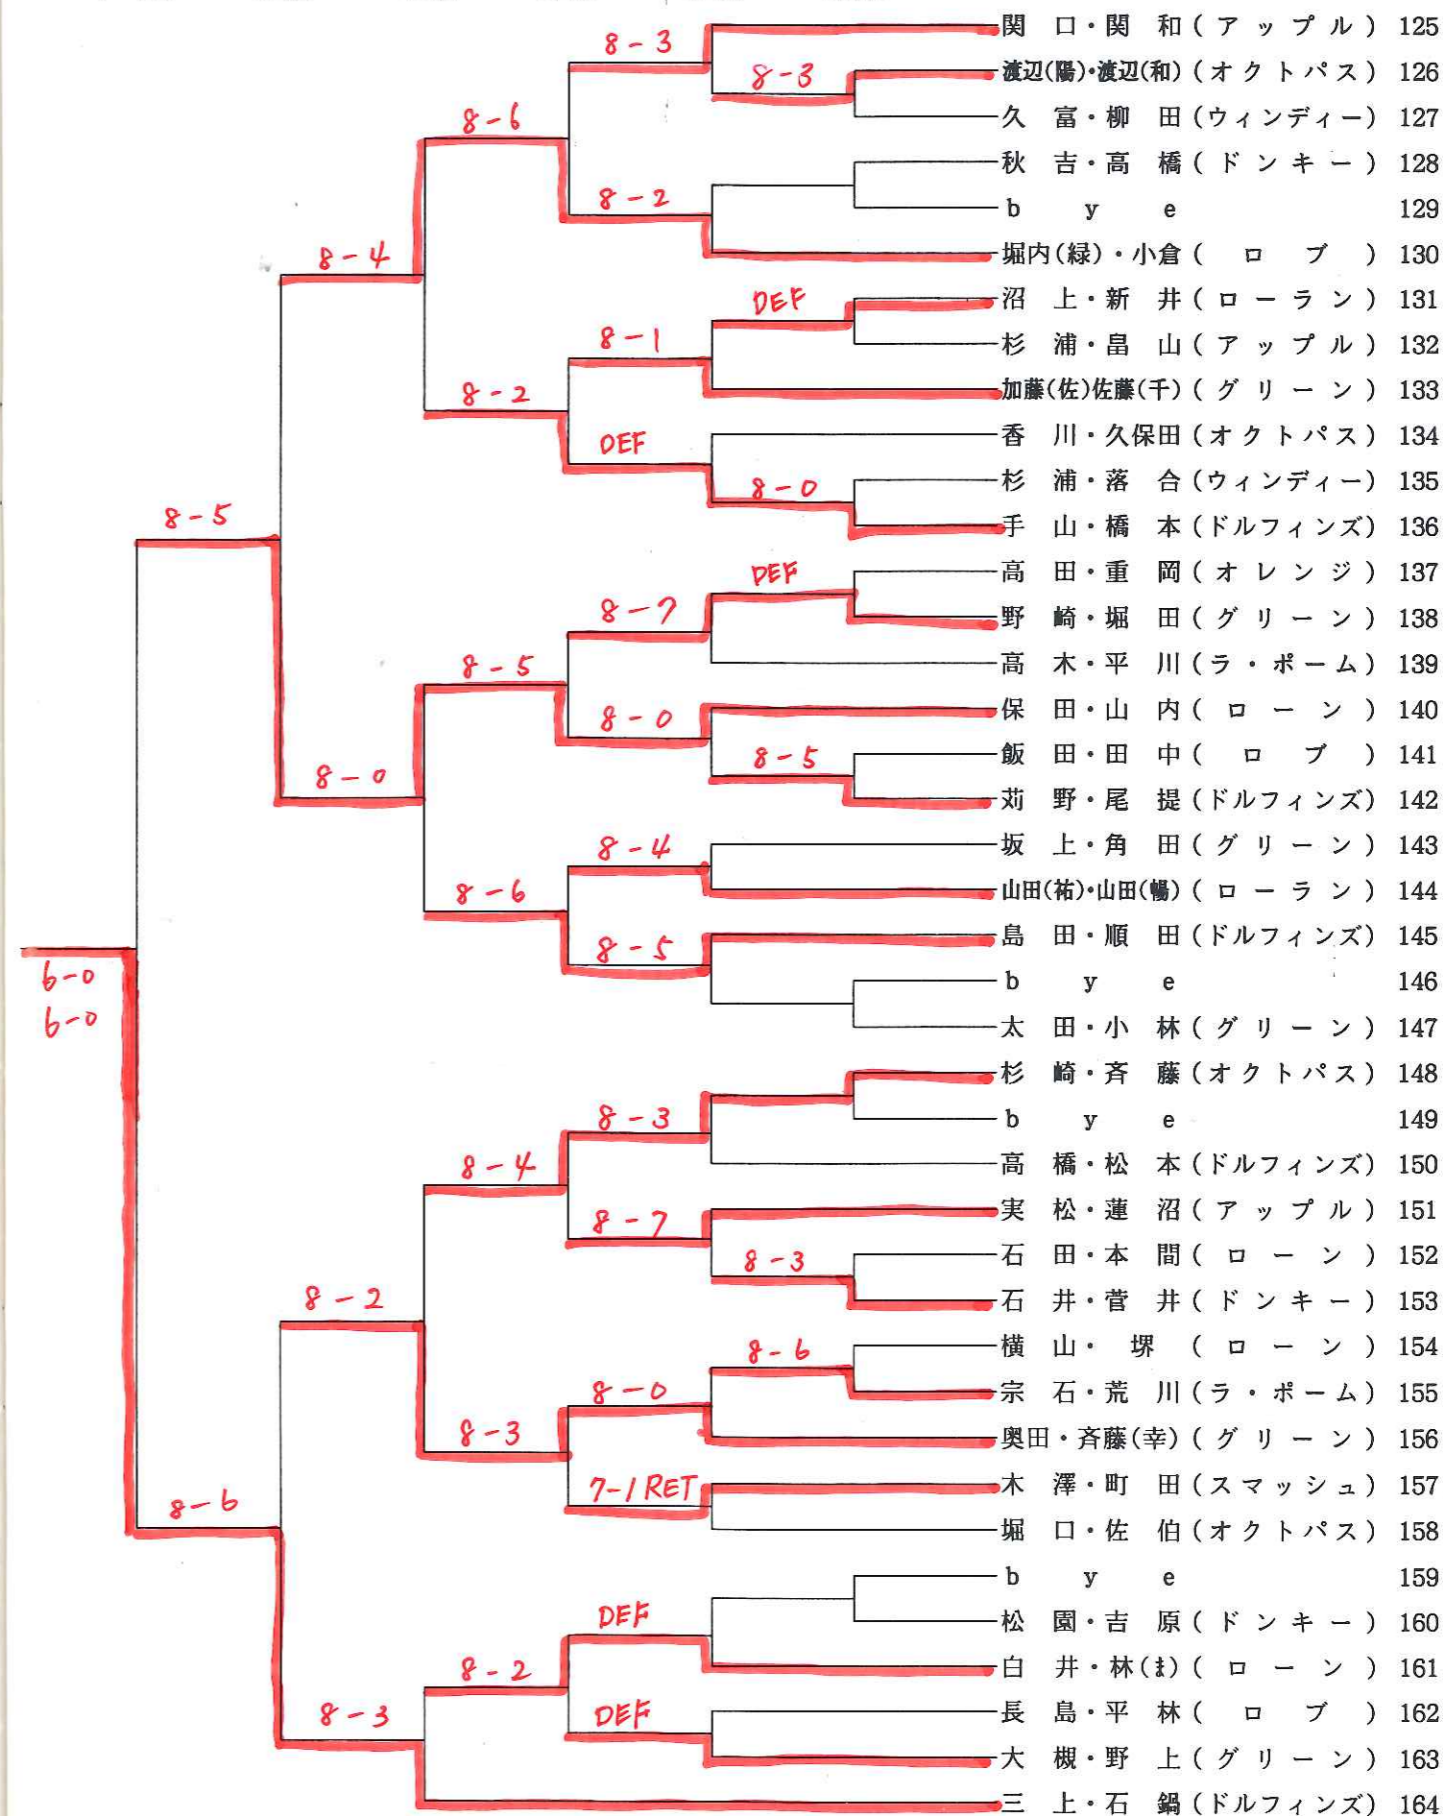 関口・関和(アップル) 125
8-3
渡辺(陽)・渡辺(和)(オクトパス) 126
8-3
久富・柳田(ウィンディー) 127
8-6
秋吉・高橋(ドンキー) 128
8-2
bye 129
堀内(緑)・小倉(ロブ) 130
8-4
沼上・新井(ローラン) 131
DEF
杉浦・畠山(アップル) 132
8-1
加藤(佐)佐藤(千)(グリーン) 133
8-2
香川・久保田(オクトパス) 134
DEF
杉浦・落合(ウィンディー) 135
8-0
手山・橋本(ドルフィンズ) 136
8-5
高田・重岡(オレンジ) 137
DEF
野崎・堀田(グリーン) 138
8-7
高木・平川(ラ・ポーム) 139
8-5
保田・山内(ローン) 140
8-0
飯田・田中(ロブ) 141
8-5
苅野・尾提(ドルフィンズ) 142
8-0
坂上・角田(グリーン) 143
8-4
山田(祐)・山田(暢)(ローラン) 144
8-6
島田・順田(ドルフィンズ) 145
8-5
bye 146
6-0
6-0
太田・小林(グリーン) 147
杉崎・斉藤(オクトパス) 148
bye 149
8-3
高橋・松本(ドルフィンズ) 150
8-4
実松・蓮沼(アップル) 151
8-7
石田・本間(ローン) 152
8-3
石井・菅井(ドンキー) 153
8-2
横山・堺(ローン) 154
8-6
宗石・荒川(ラ・ポーム) 155
8-0
奥田・斉藤(幸)(グリーン) 156
8-3
木澤・町田(スマッシュ) 157
7-1 RET
堀口・佐伯(オクトパス) 158
8-6
bye 159
松園・吉原(ドンキー) 160
DEF
白井・林(ま)(ローン) 161
8-2
長島・平林(ロブ) 162
DEF
8-3
大槻・野上(グリーン) 163
三上・石鍋(ドルフィンズ) 164